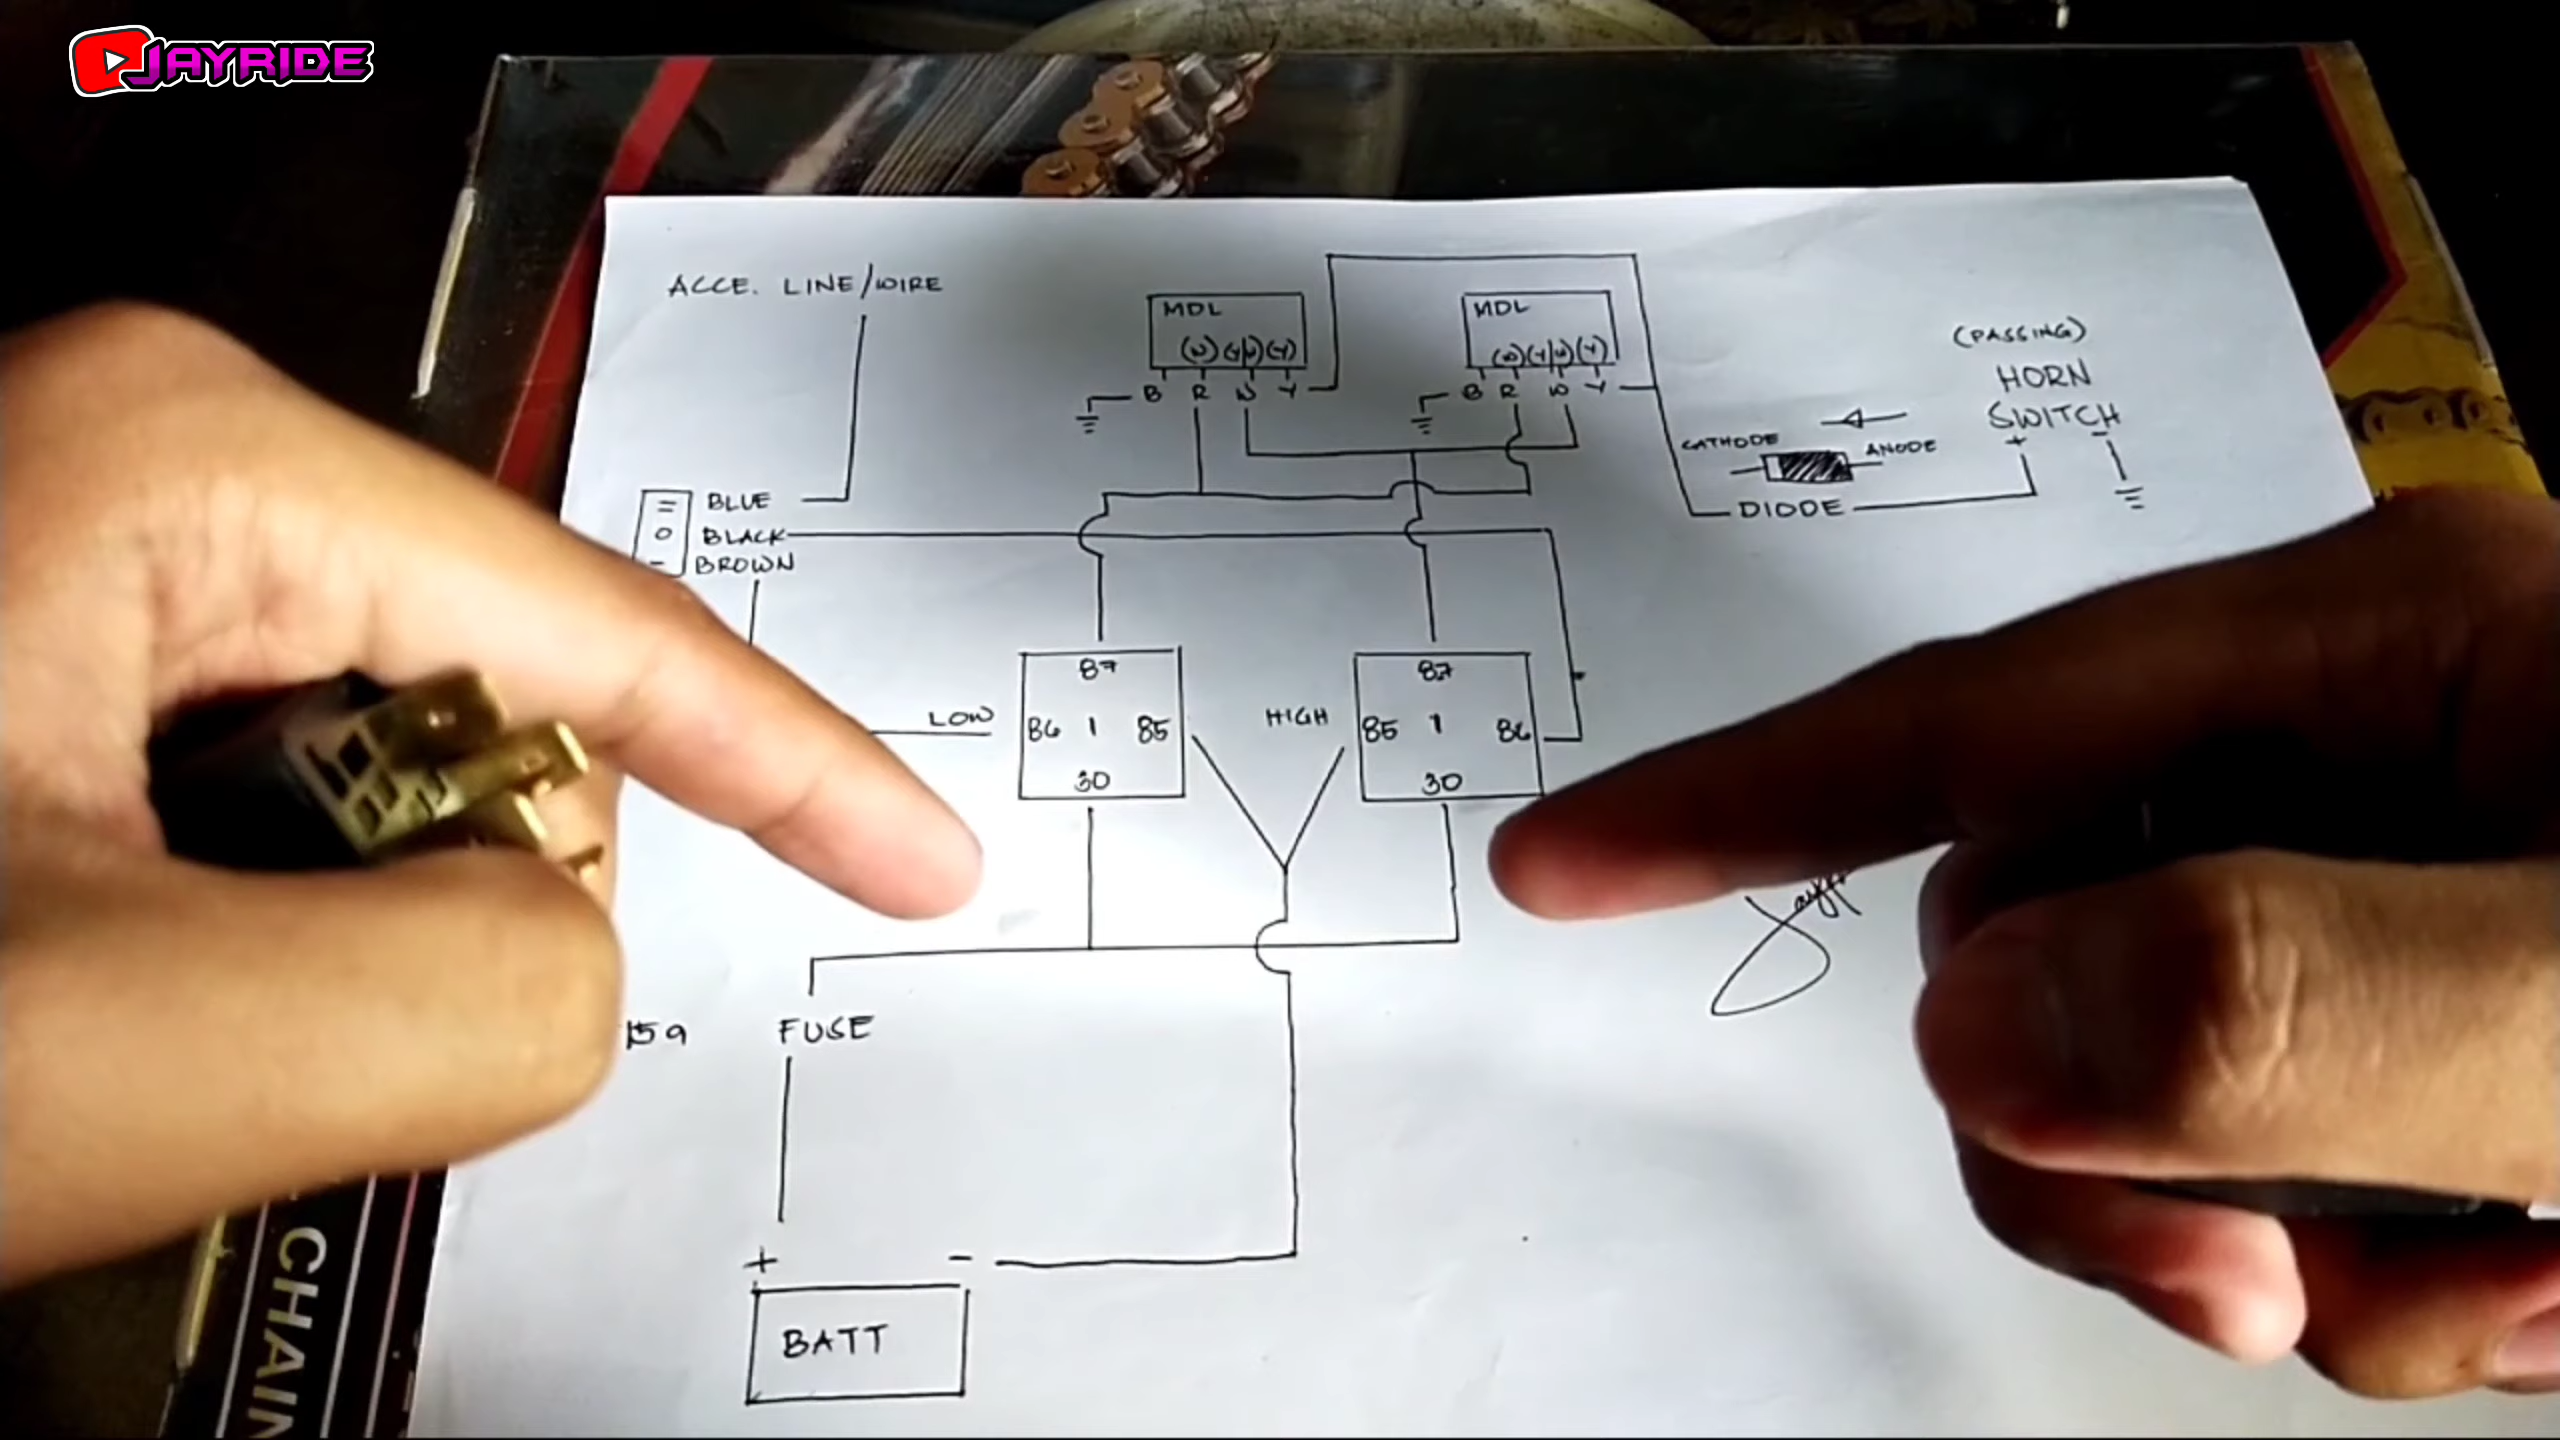 JAYRIDE
ACCE. LINE/WIRE
MDL
(W)(Y/W)(Y)
B R W Y
MDL
(W)(Y/W)(Y)
B R W Y
(PASSING)
HORN
SWITCH
+ -
CATHODE
ANODE
DIODE
= BLUE
O BLACK
- BROWN
LOW
87
86 1 85
30
HIGH
87
85 1 86
30
FUSE
+ -
BATT
CHAIN